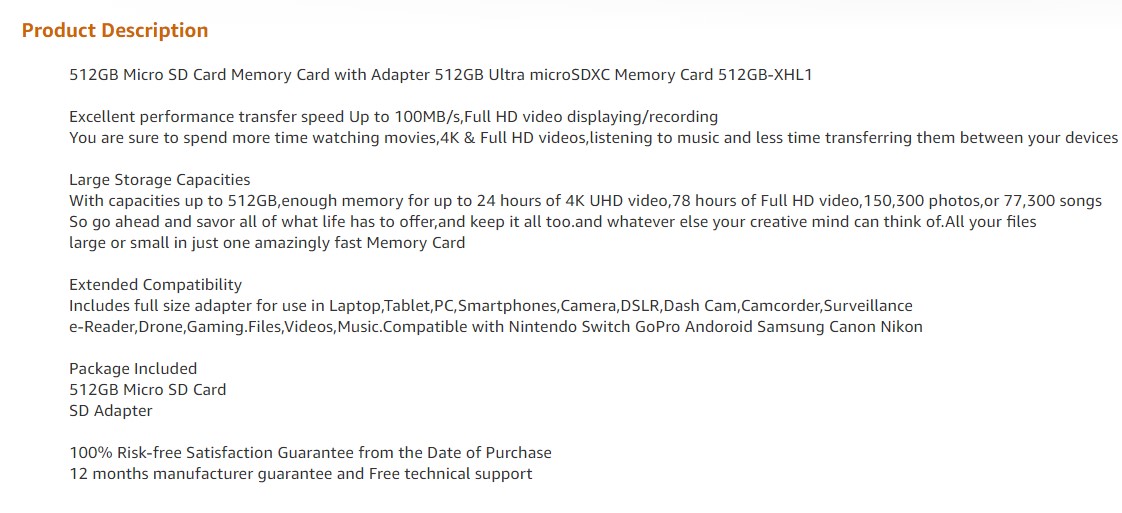 Product Description
512GB Micro SD Card Memory Card with Adapter 512GB Ultra microSDXC Memory Card 512GB-XHL1
Excellent performance transfer speed Up to 100MB/s,Full HD video displaying/recording
You are sure to spend more time watching movies,4K & Full HD videos,listening to music and less time transferring them between your devices
Large Storage Capacities
With capacities up to 512GB,enough memory for up to 24 hours of 4K UHD video,78 hours of Full HD video,150,300 photos,or 77,300 songs
So go ahead and savor all of what life has to offer,and keep it all too.and whatever else your creative mind can think of.All your files
large or small in just one amazingly fast Memory Card
Extended Compatibility
Includes full size adapter for use in Laptop,Tablet,PC,Smartphones,Camera,DSLR,Dash Cam,Camcorder,Surveillance
e-Reader,Drone,Gaming.Files,Videos,Music.Compatible with Nintendo Switch GoPro Andoroid Samsung Canon Nikon
Package Included
512GB Micro SD Card
SD Adapter
100% Risk-free Satisfaction Guarantee from the Date of Purchase
12 months manufacturer guarantee and Free technical support